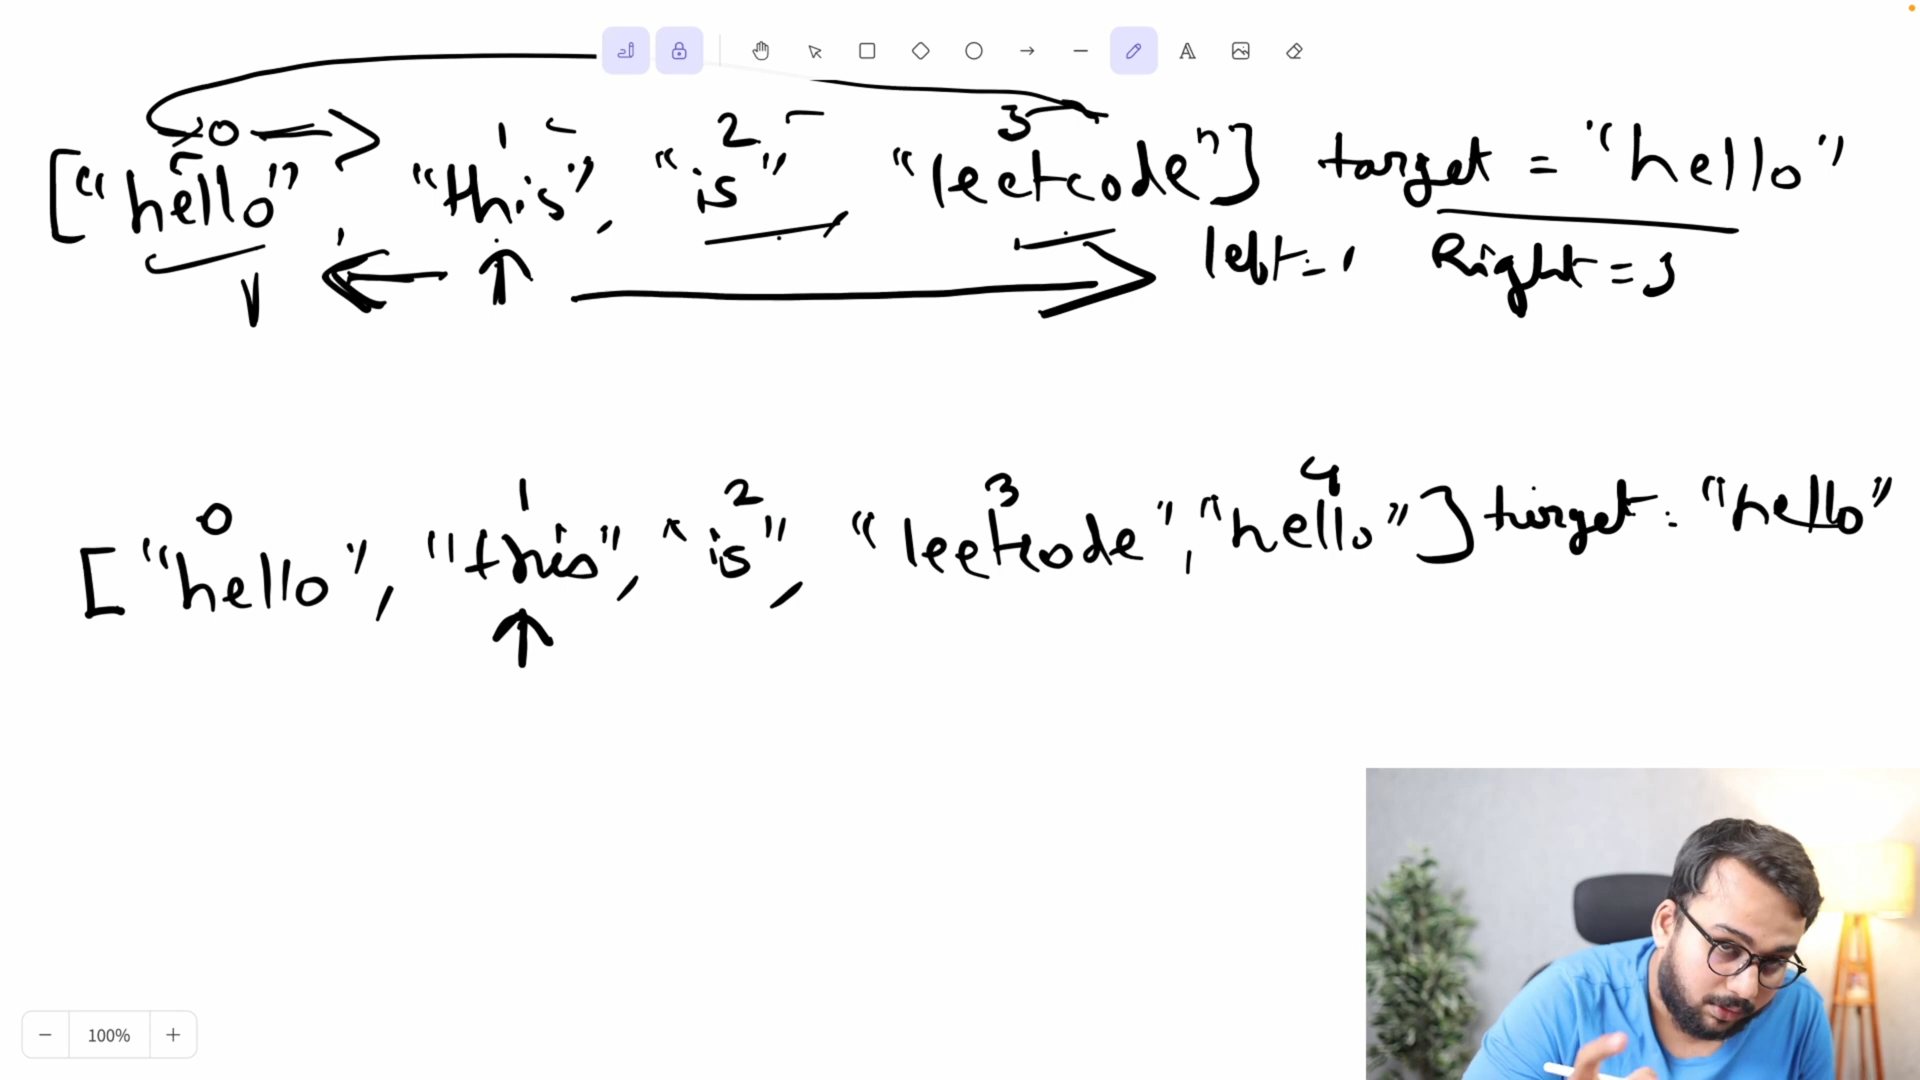 0 1 2 3
["hello" "this", "is" "leetcode"] target = "hello"
left = 1 Right = 3
0 1 2 3 4
["hello", "this", "is", "leetcode", "hello"] target: "hello"
100%